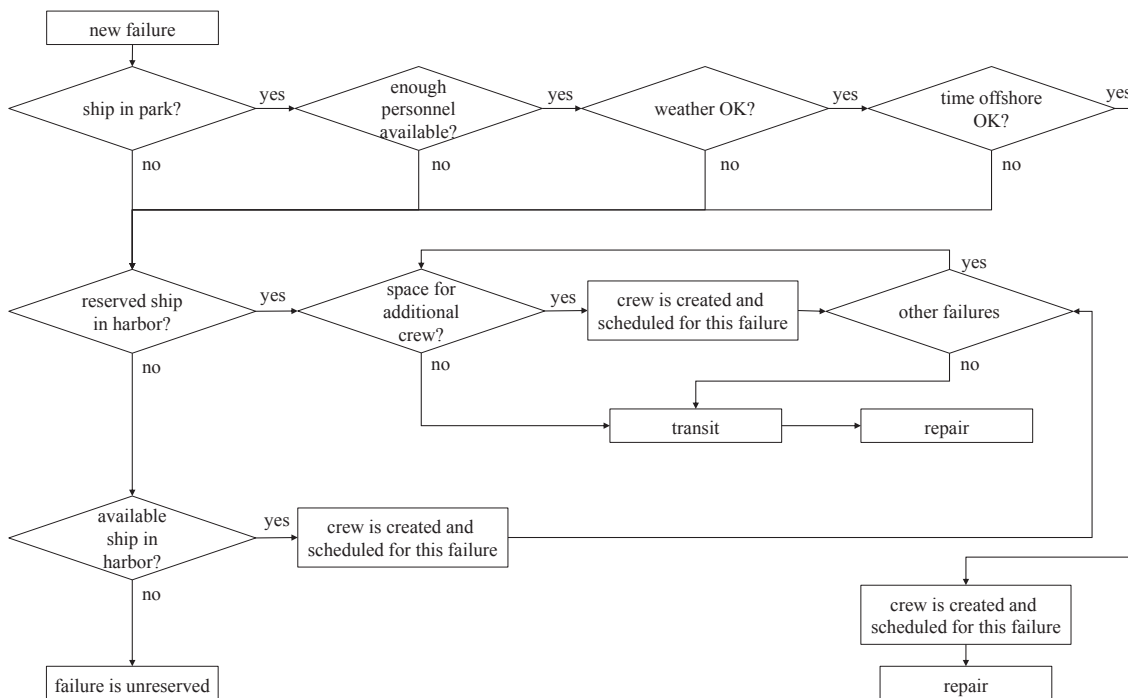 new failure
ship in park?
yes
enough
personnel
available?
yes
weather OK?
yes
time offshore
OK?
yes
no
no
no
no
reserved ship
in harbor?
yes
space for
additional
crew?
yes
crew is created and
scheduled for this failure
other failures
yes
no
no
no
transit
repair
available
ship in
harbor?
yes
crew is created and
scheduled for this failure
no
crew is created and
scheduled for this failure
failure is unreserved
repair